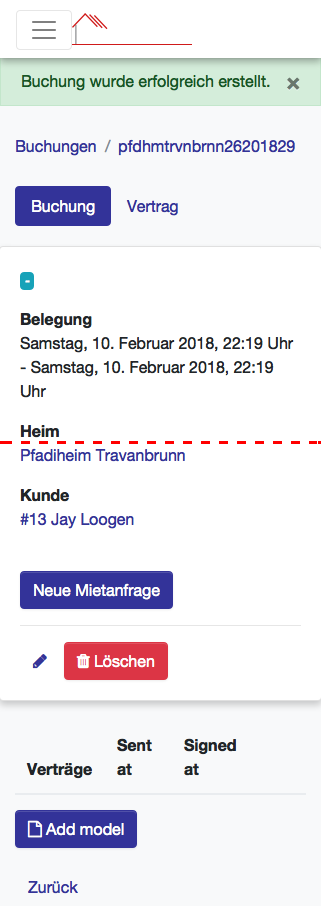 Buchung wurde erfolgreich erstellt. ×
Buchungen / pfdhmtrvnbrnn26201829
Buchung Vertrag
-
Belegung
Samstag, 10. Februar 2018, 22:19 Uhr
- Samstag, 10. Februar 2018, 22:19
Uhr
Heim
Pfadiheim Travanbrunn
Kunde
#13 Jay Loogen
Neue Mietanfrage
Löschen
Verträge Sent at Signed at
Add model
Zurück